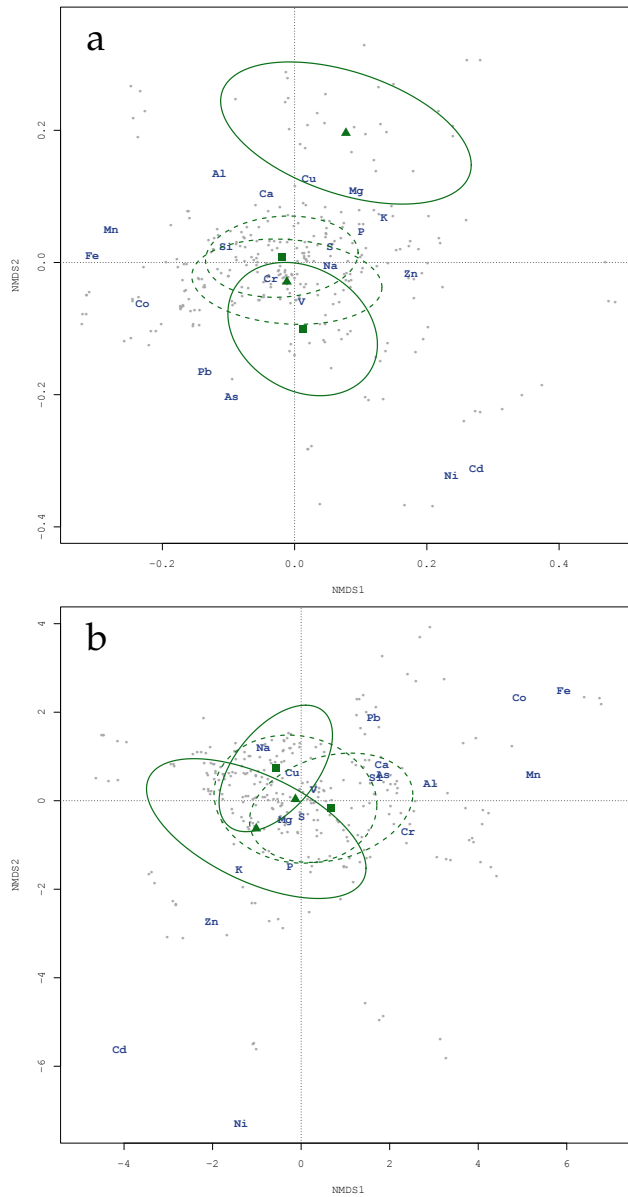 a
Cu
Al
Mg
Ca
K
Mn
P
Si
S
Fe
Na
Zn
Cr
V
Co
Pb
As
Cd
Ni
0.2
0.0
-0.2
-0.4
NMDS2
-0.2 0.0 0.2 0.4
NMDS1
b
Fe
Co
Pb
Na
Ca
Cu
As
Mn
Si
Al
V
S
Mg
Cr
K
P
Zn
Cd
Ni
4
2
0
-2
-4
-6
NMDS2
-4 -2 0 2 4 6
NMDS1